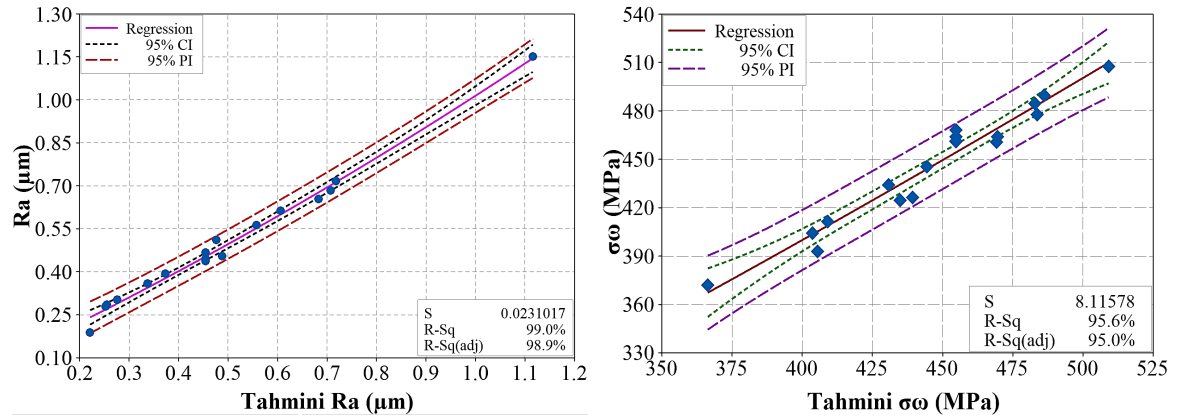 1.30
1.15
1.00
0.85
0.70
0.55
0.40
0.25
0.10
Ra (µm)
Regression
95% CI
95% PI
S 0.0231017
R-Sq 99.0%
R-Sq(adj) 98.9%
0.2 0.3 0.4 0.5 0.6 0.7 0.8 0.9 1.0 1.1 1.2
Tahmini Ra (µm)
540
510
480
450
420
390
360
330
σω (MPa)
Regression
95% CI
95% PI
S 8.11578
R-Sq 95.6%
R-Sq(adj) 95.0%
350 375 400 425 450 475 500 525
Tahmini σω (MPa)